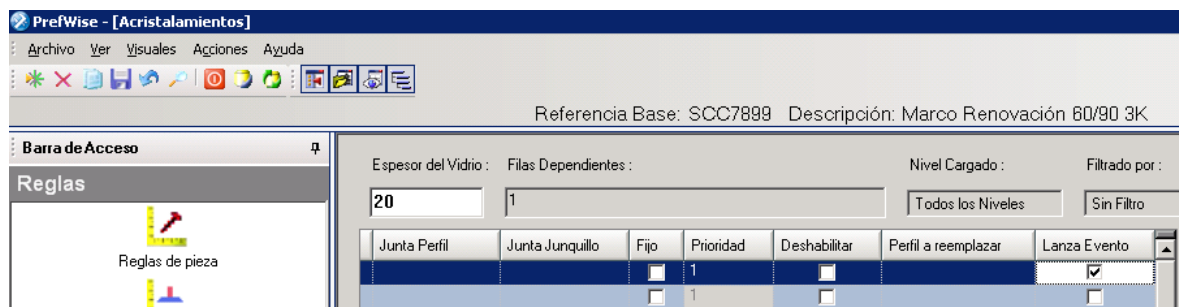 PrefWise - [Acristalamientos]
Archivo Ver Visuales Acciones Ayuda
Referencia Base: SCC7899 Descripción: Marco Renovación 60/90 3K
Barra de Acceso
Reglas
Reglas de pieza
Espesor del Vidrio : Filas Dependientes : Nivel Cargado : Filtrado por :
20 1 Todos los Niveles Sin Filtro
Junta Perfil Junta Junquillo Fijo Prioridad Deshabilitar Perfil a reemplazar Lanza Evento
1
1